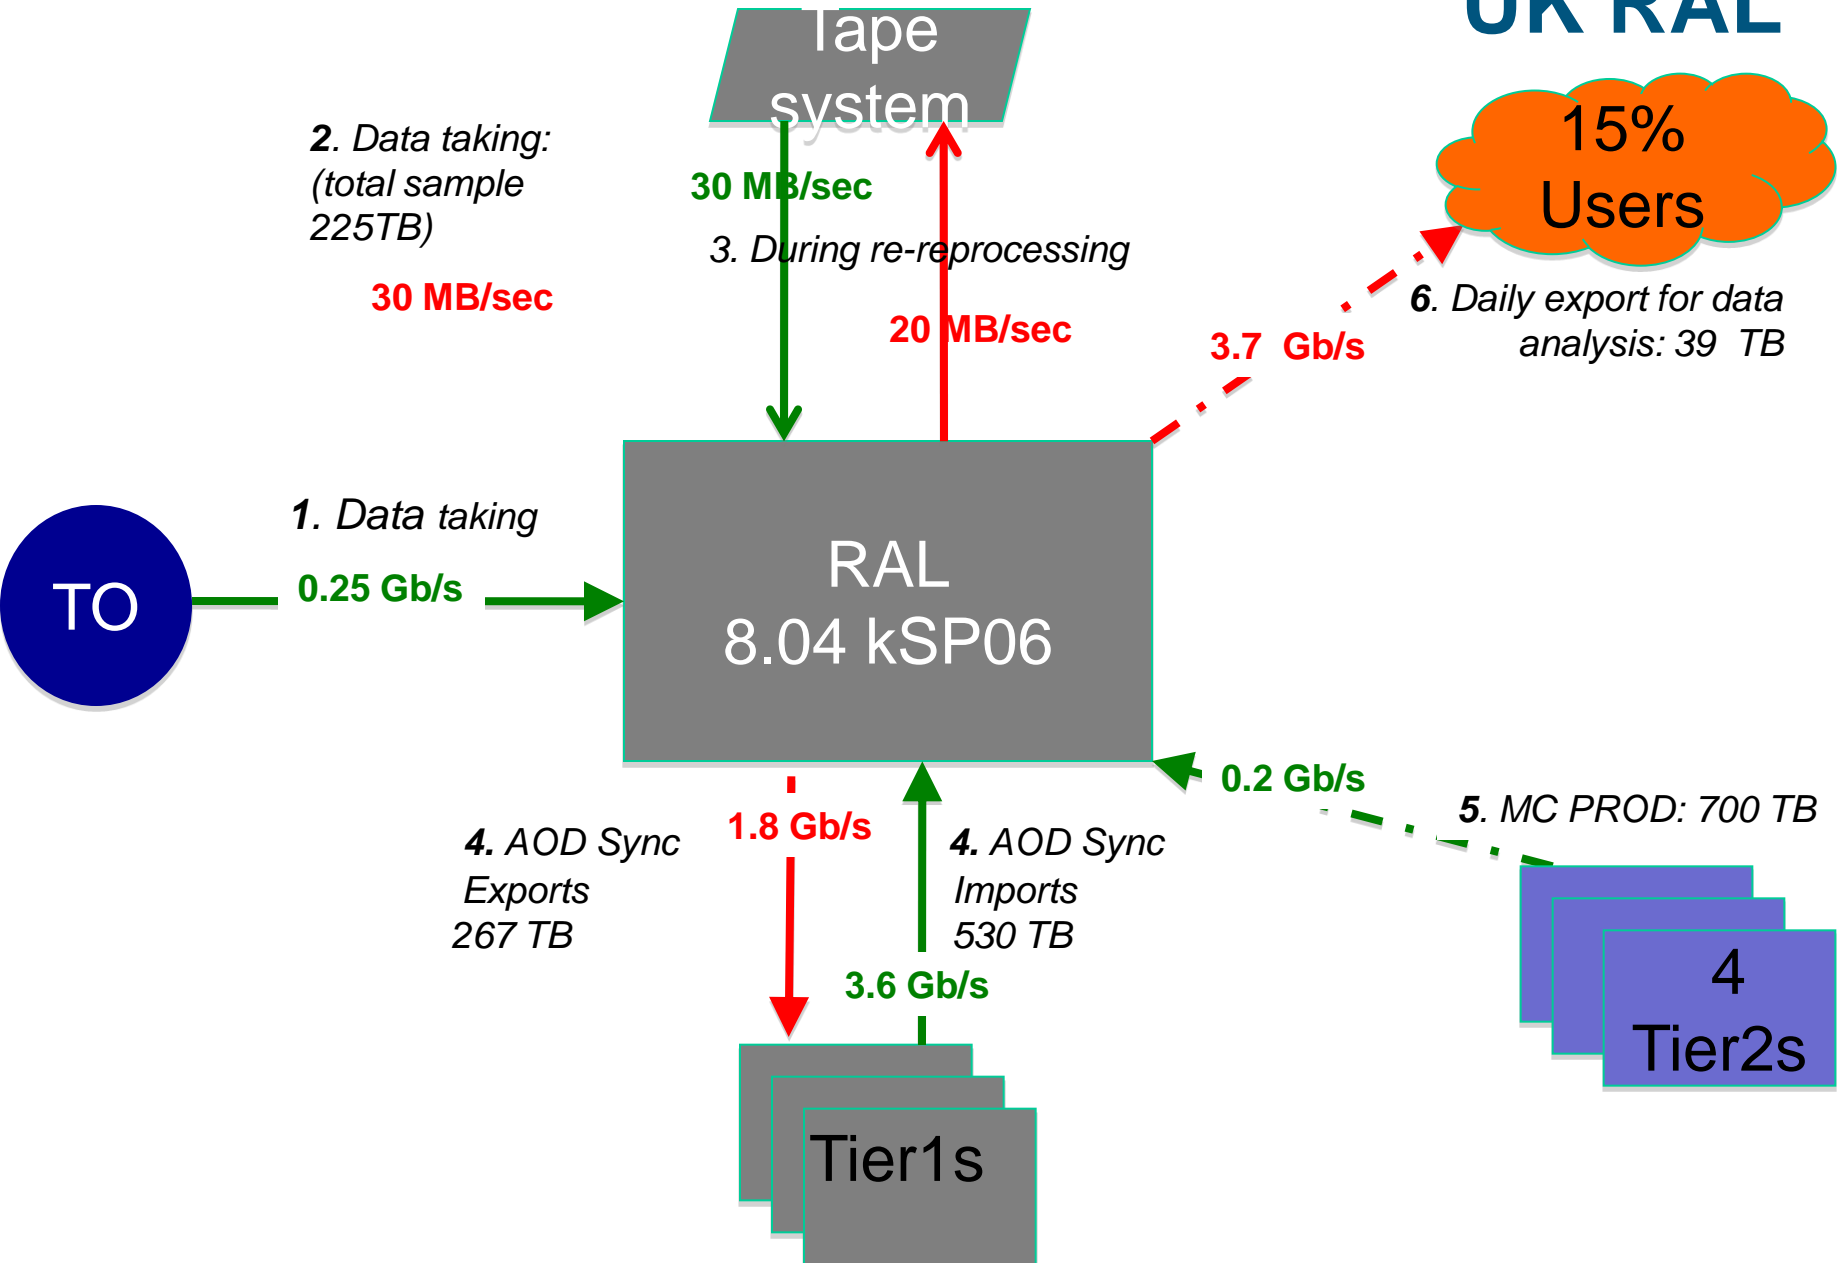 UK RAL
Tape
system
15%
Users
2. Data taking:
(total sample
225TB)
30 MB/sec
30 MB/sec
3. During re-reprocessing
20 MB/sec
3.7 Gb/s
6. Daily export for data
analysis: 39 TB
1. Data taking
0.25 Gb/s
TO
RAL
8.04 kSP06
0.2 Gb/s
5. MC PROD: 700 TB
1.8 Gb/s
4. AOD Sync
Exports
267 TB
4. AOD Sync
Imports
530 TB
3.6 Gb/s
4
Tier2s
Tier1s